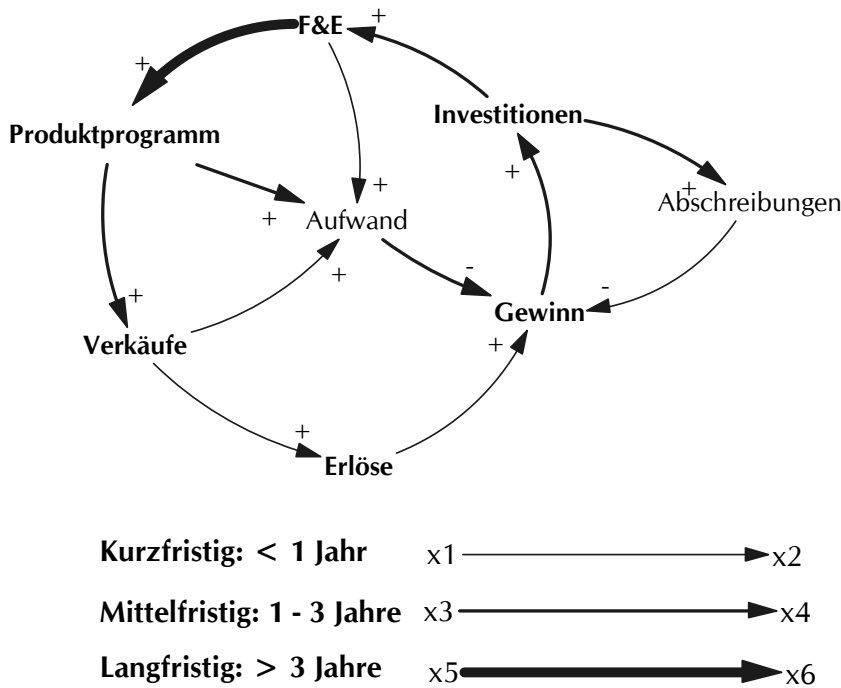 F&E +
+
Investitionen
Produktprogramm
+
+
+
Abschreibungen
+ Aufwand
+
-
+
-
Gewinn
Verkäufe
+
+
Erlöse
Kurzfristig: < 1 Jahr x1 x2
Mittelfristig: 1 - 3 Jahre x3 x4
Langfristig: > 3 Jahre x5 x6